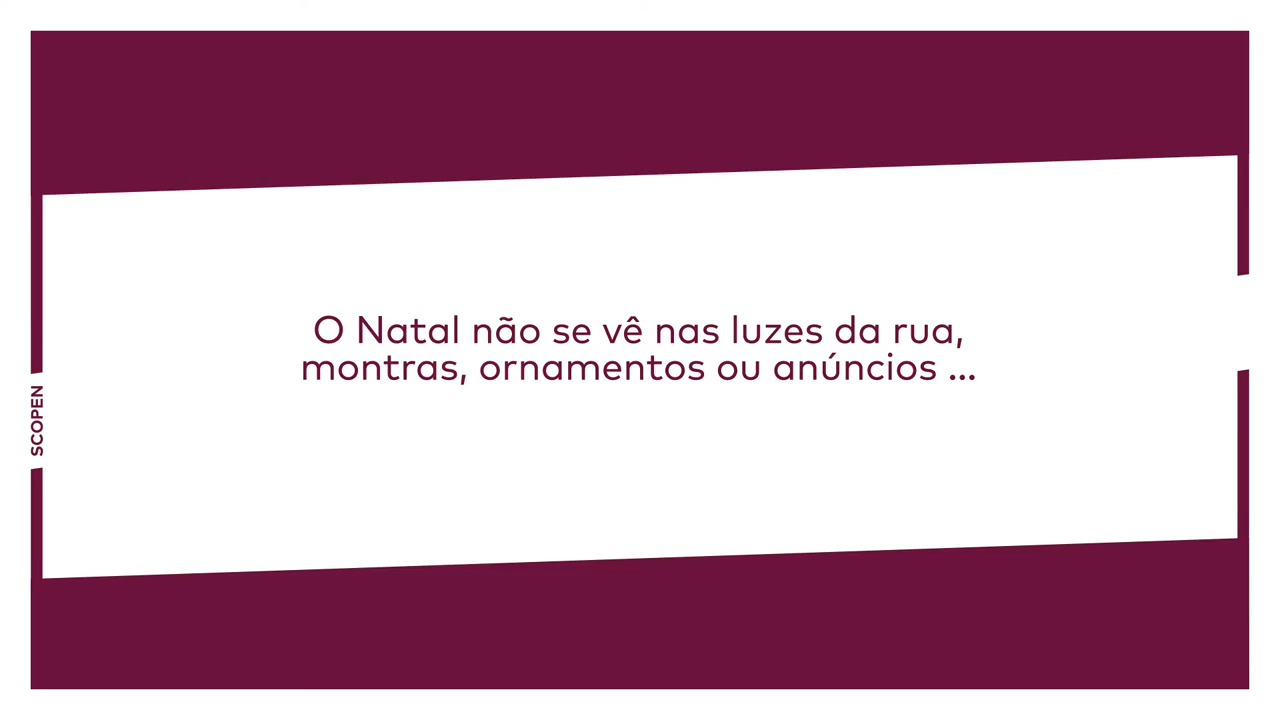 O Natal não se vê nas luzes da rua,
montras, ornamentos ou anúncios ...
SCOPEN